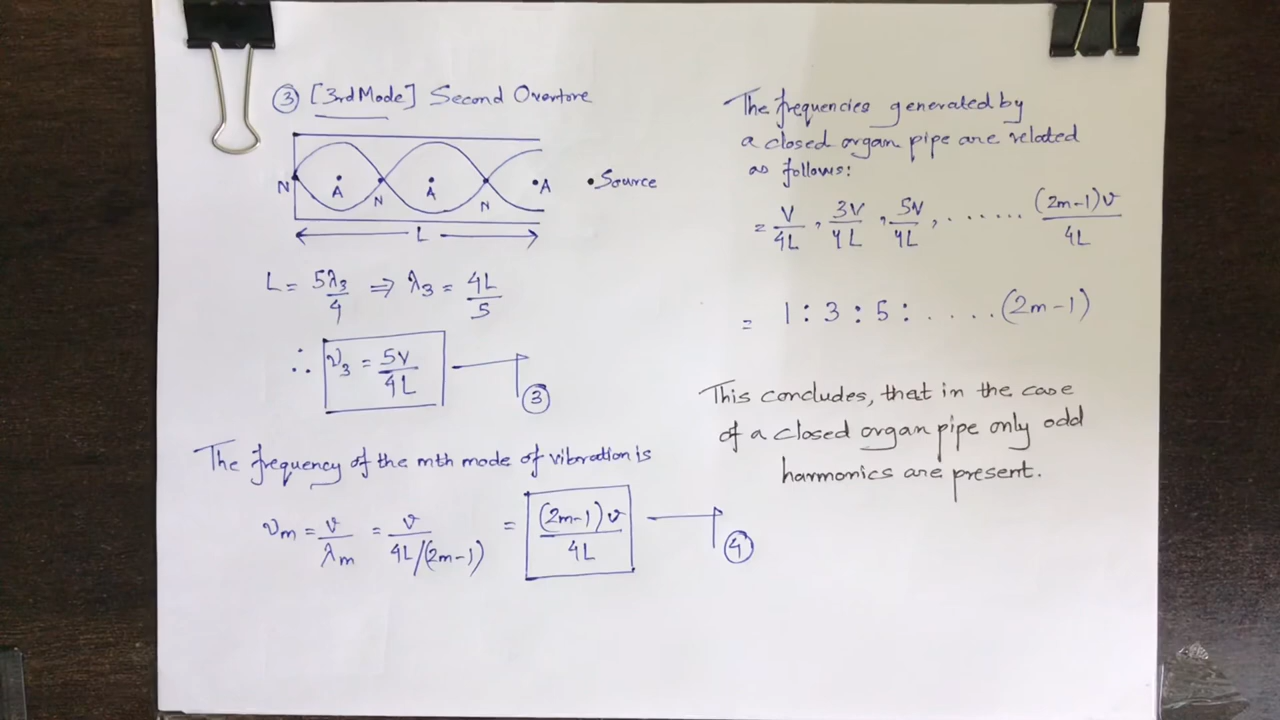 ③ [3rd Mode] Second Overtone
N A N A N A • Source
L
L = 5λ₃/4 ⇒ λ₃ = 4L/5
∴ ν₃ = 5v/4L
③
The frequency of the mth mode of vibration is
νm = v/λm = v/4L/(2m-1) = (2m-1)v/4L
④
The frequencies generated by
a closed organ pipe are related
as follows:
= v/4L, 3v/4L, 5v/4L, ....... (2m-1)v/4L
= 1 : 3 : 5 : ..... (2m-1)
This concludes, that in the case
of a closed organ pipe only odd
harmonics are present.